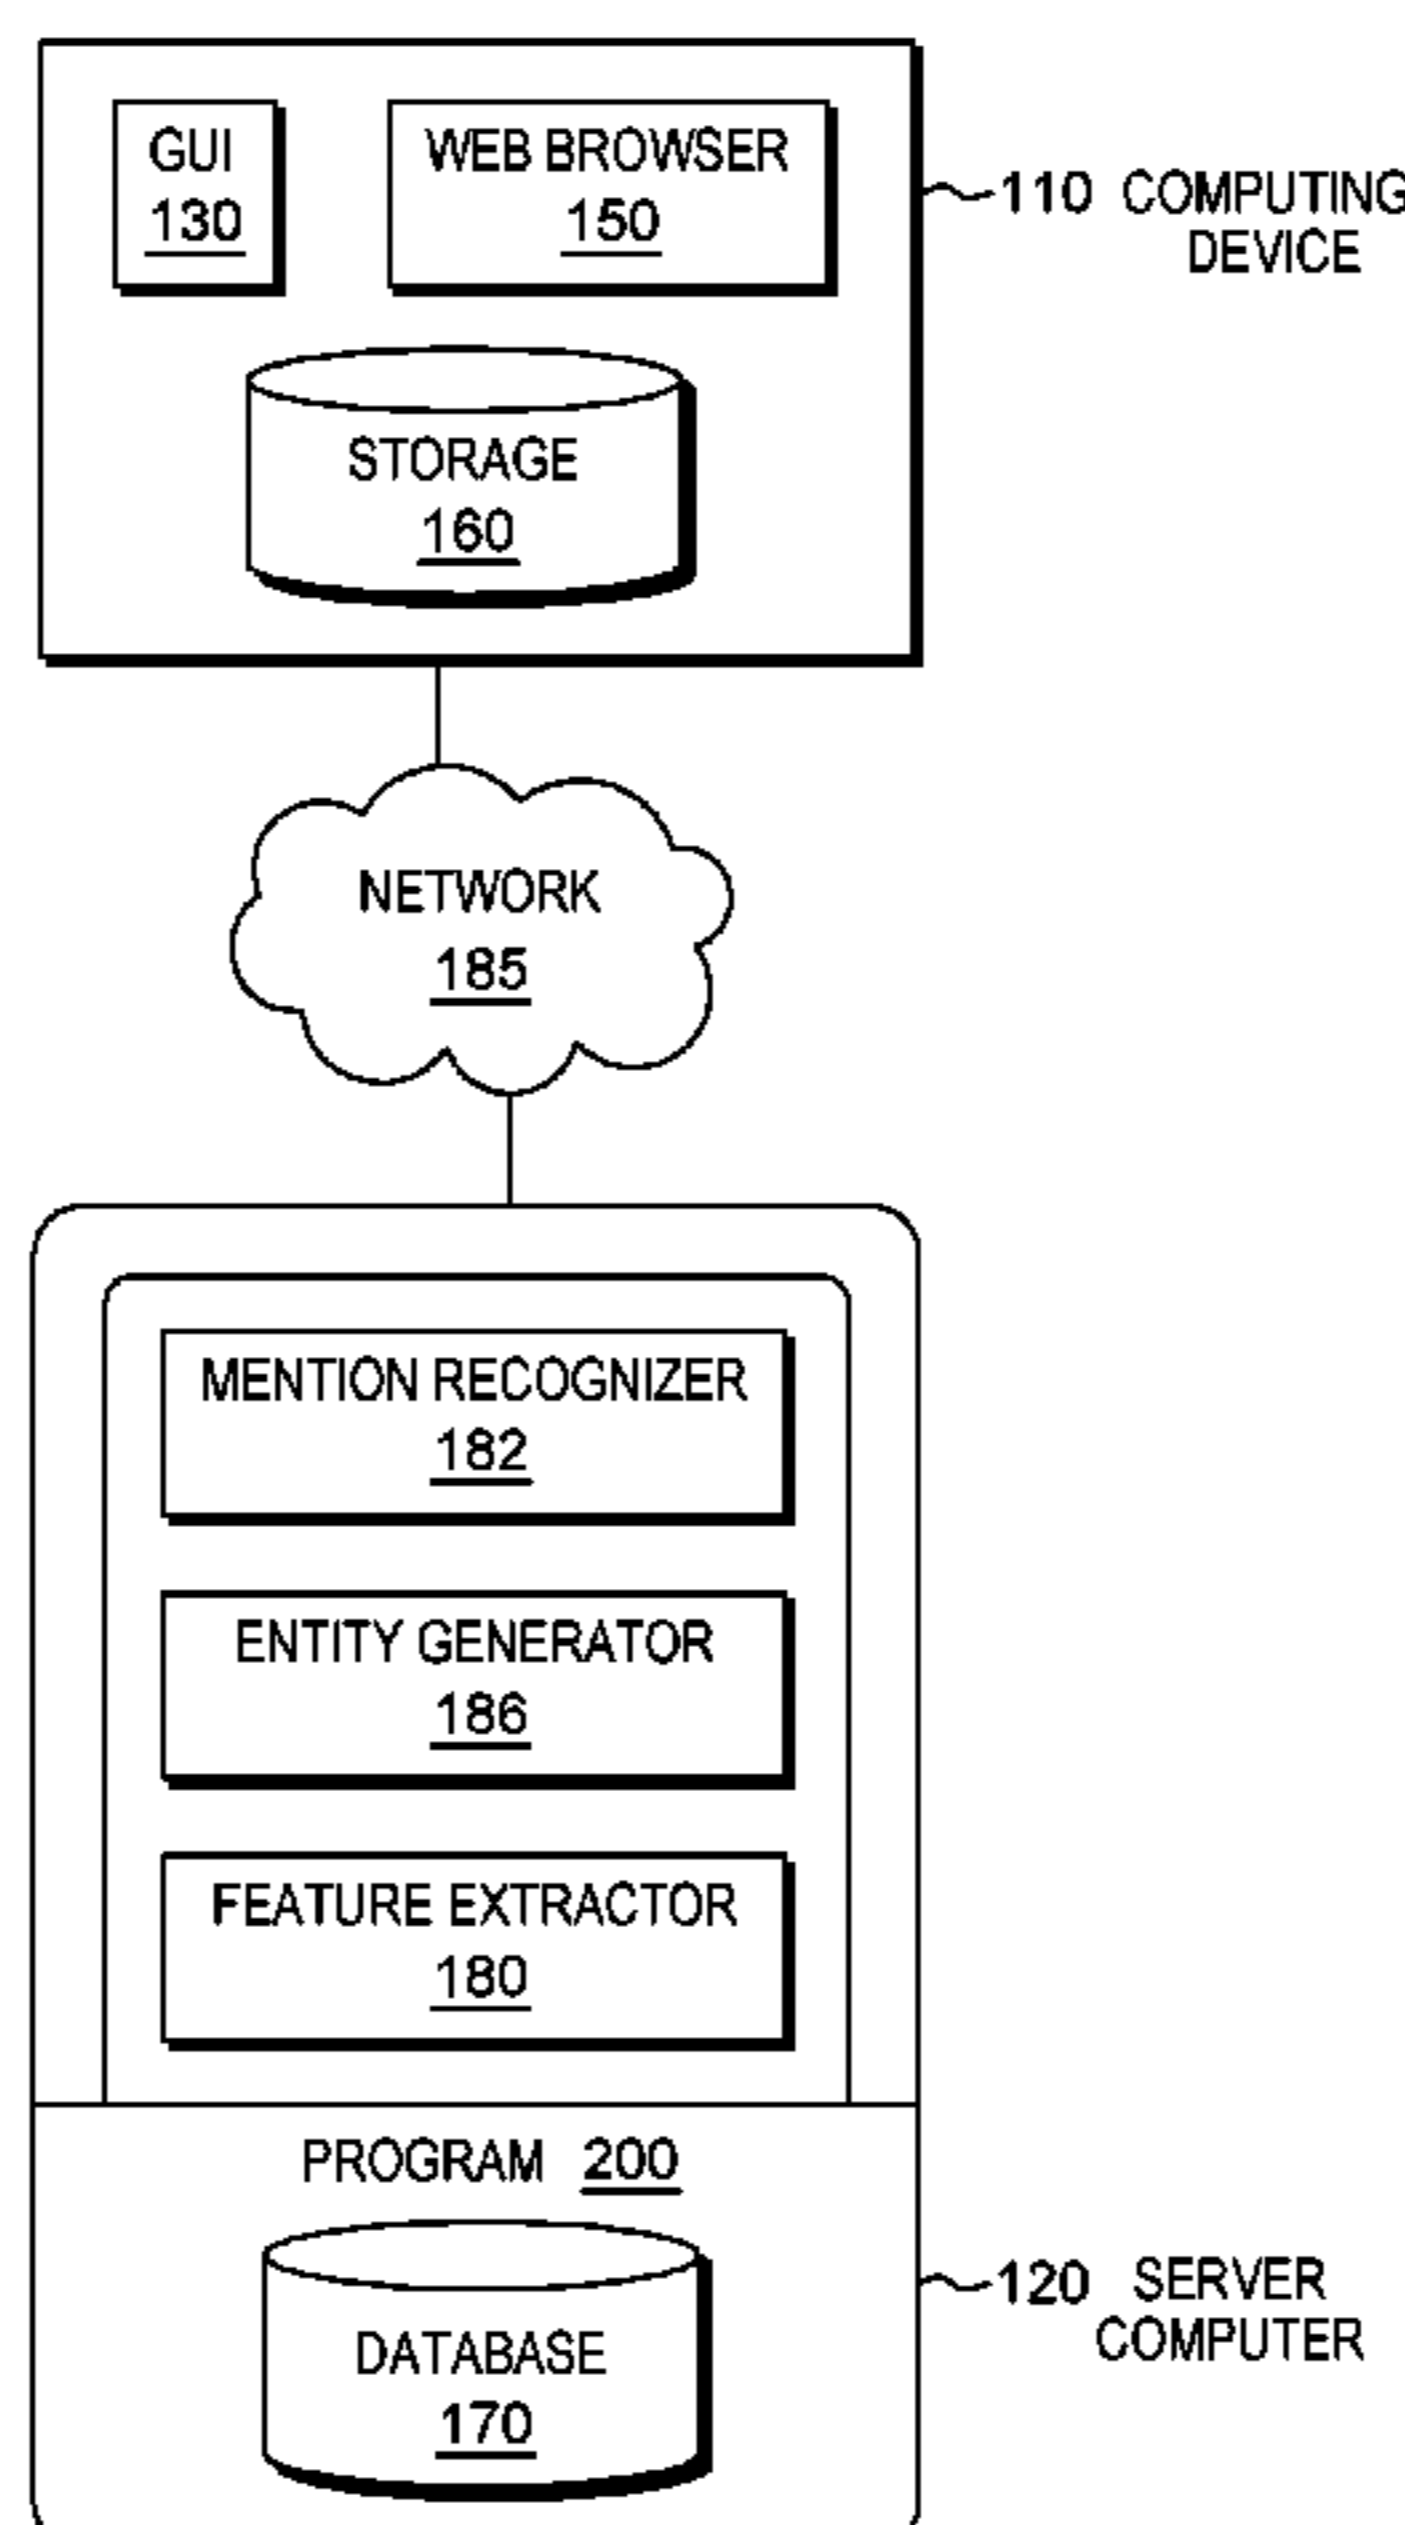 GUI
130
WEB BROWSER
150
110 COMPUTING
DEVICE
STORAGE
160
NETWORK
185
MENTION RECOGNIZER
182
ENTITY GENERATOR
186
FEATURE EXTRACTOR
180
PROGRAM 200
120 SERVER
COMPUTER
DATABASE
170